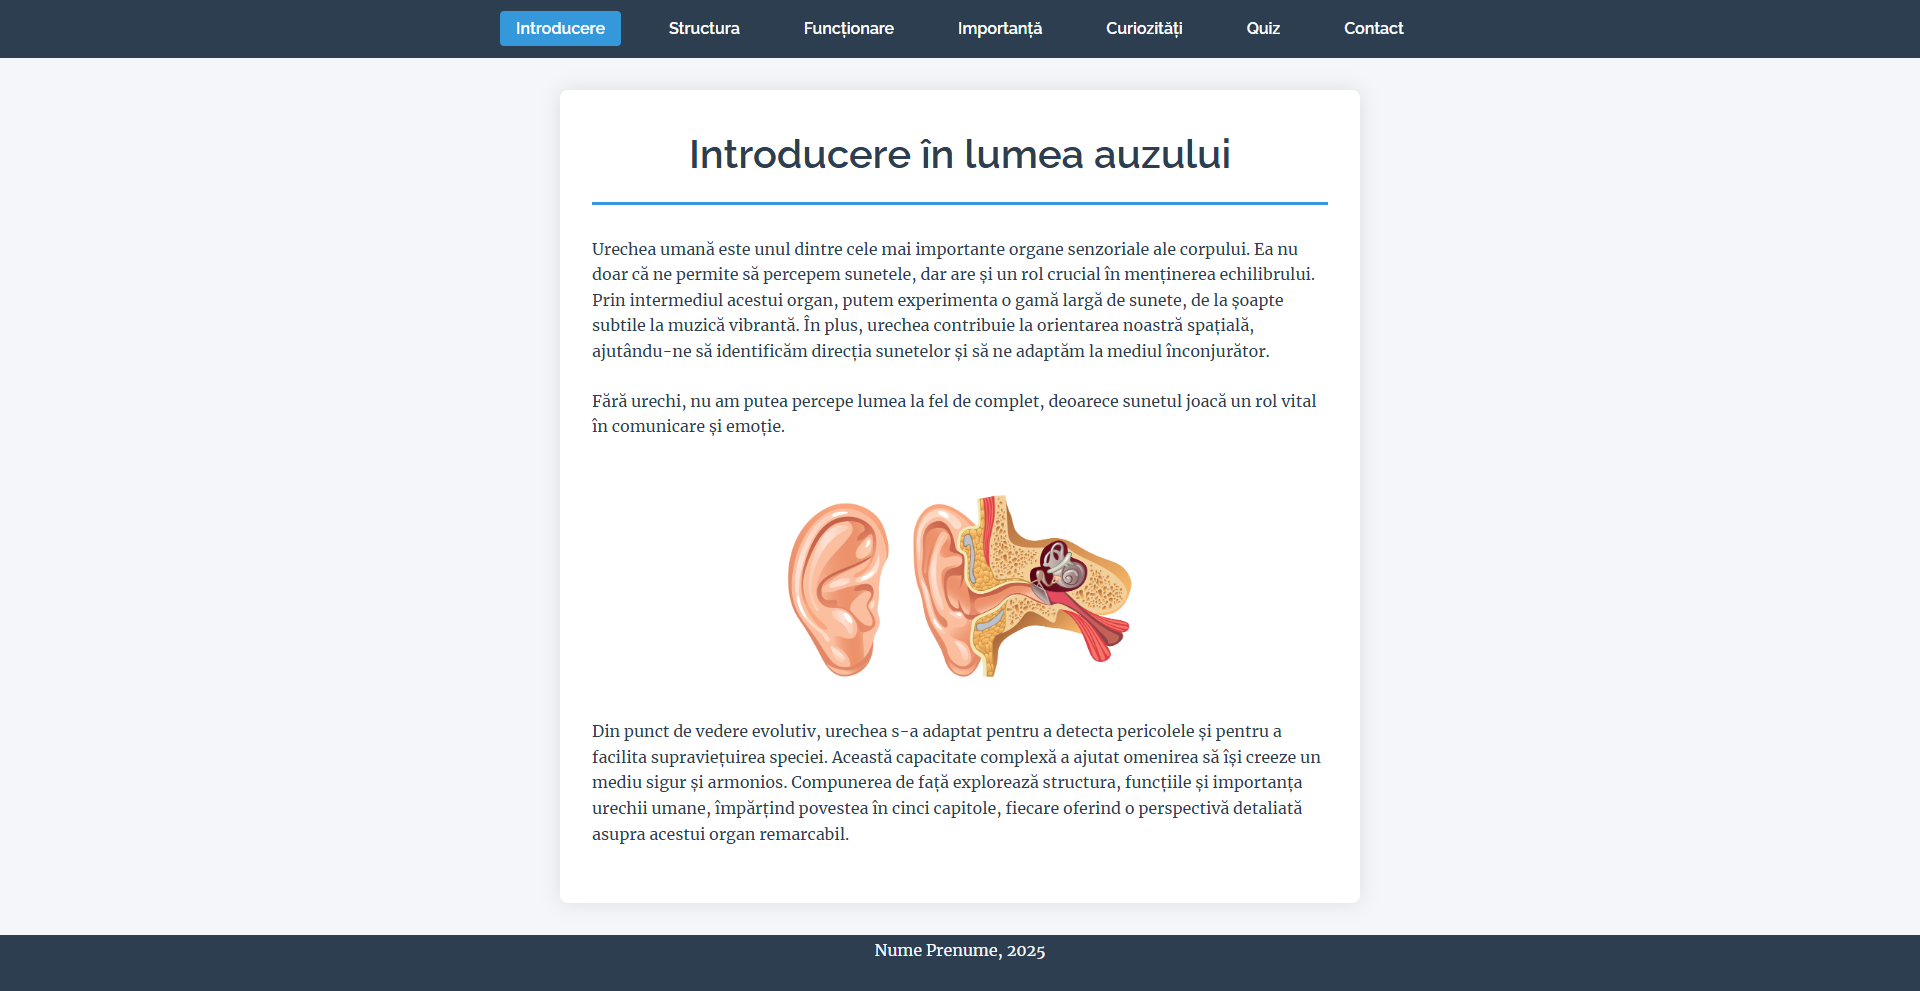 Introducere Structura Funcționare Importanță Curiozități Quiz Contact
Introducere în lumea auzului
Urechea umană este unul dintre cele mai importante organe senzoriale ale corpului. Ea nu
doar că ne permite să percepem sunetele, dar are și un rol crucial în menținerea echilibrului.
Prin intermediul acestui organ, putem experimenta o gamă largă de sunete, de la șoapte
subtile la muzică vibrantă. În plus, urechea contribuie la orientarea noastră spațială,
ajutându-ne să identificăm direcția sunetelor și să ne adaptăm la mediul înconjurător.
Fără urechi, nu am putea percepe lumea la fel de complet, deoarece sunetul joacă un rol vital
în comunicare și emoție.
Din punct de vedere evolutiv, urechea s-a adaptat pentru a detecta pericolele și pentru a
facilita supraviețuirea speciei. Această capacitate complexă a ajutat omenirea să își creeze un
mediu sigur și armonios. Compunerea de față explorează structura, funcțiile și importanța
urechii umane, împărțind povestea în cinci capitole, fiecare oferind o perspectivă detaliată
asupra acestui organ remarcabil.
Nume Prenume, 2025